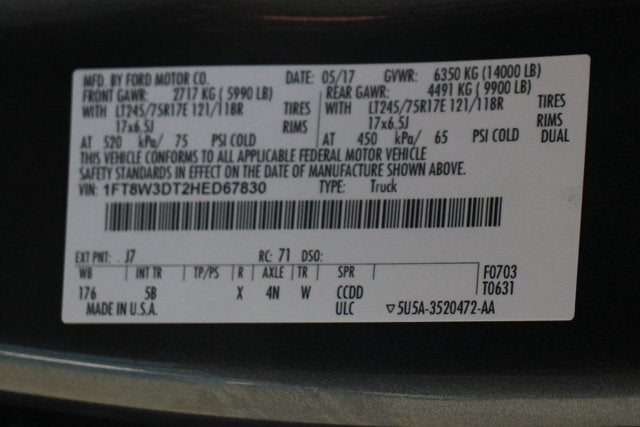 MFD. BY FORD MOTOR CO. DATE: 05/17 GVWR: 6350 KG (14000 LB)
FRONT GAWR: 2717 KG (5990 LB) REAR GAWR: 4491 KG (9900 LB)
WITH LT245/75R17E 121/118R TIRES WITH LT245/75R17E 121/118R TIRES
17x6.5J RIMS 17x6.5J RIMS
AT 520 kPa/ 75 PSI COLD AT 450 kPa/ 65 PSI COLD DUAL
THIS VEHICLE CONFORMS TO ALL APPLICABLE FEDERAL MOTOR VEHICLE
SAFETY STANDARDS IN EFFECT ON THE DATE OF MANUFACTURE SHOWN ABOVE.
VIN: 1FT8W3DT2HED67830 TYPE: Truck
EXT PNT: J7 RC: 71 DSO:
WB INT TR TP/PS R AXLE TR SPR F0703
176 SB X 4N W CCDD T0631
MADE IN U.S.A. ULC ▽5U5A-3520472-AA